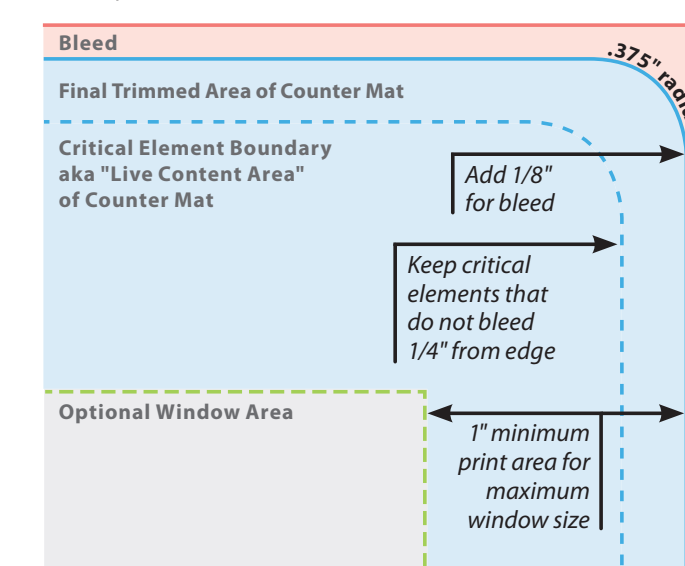 Bleed
.375"
Final Trimmed Area of Counter Mat
Critical Element Boundary
aka "Live Content Area"
of Counter Mat
Add 1/8"
for bleed
Keep critical
elements that
do not bleed
1/4" from edge
Optional Window Area
1" minimum
print area for
maximum
window size